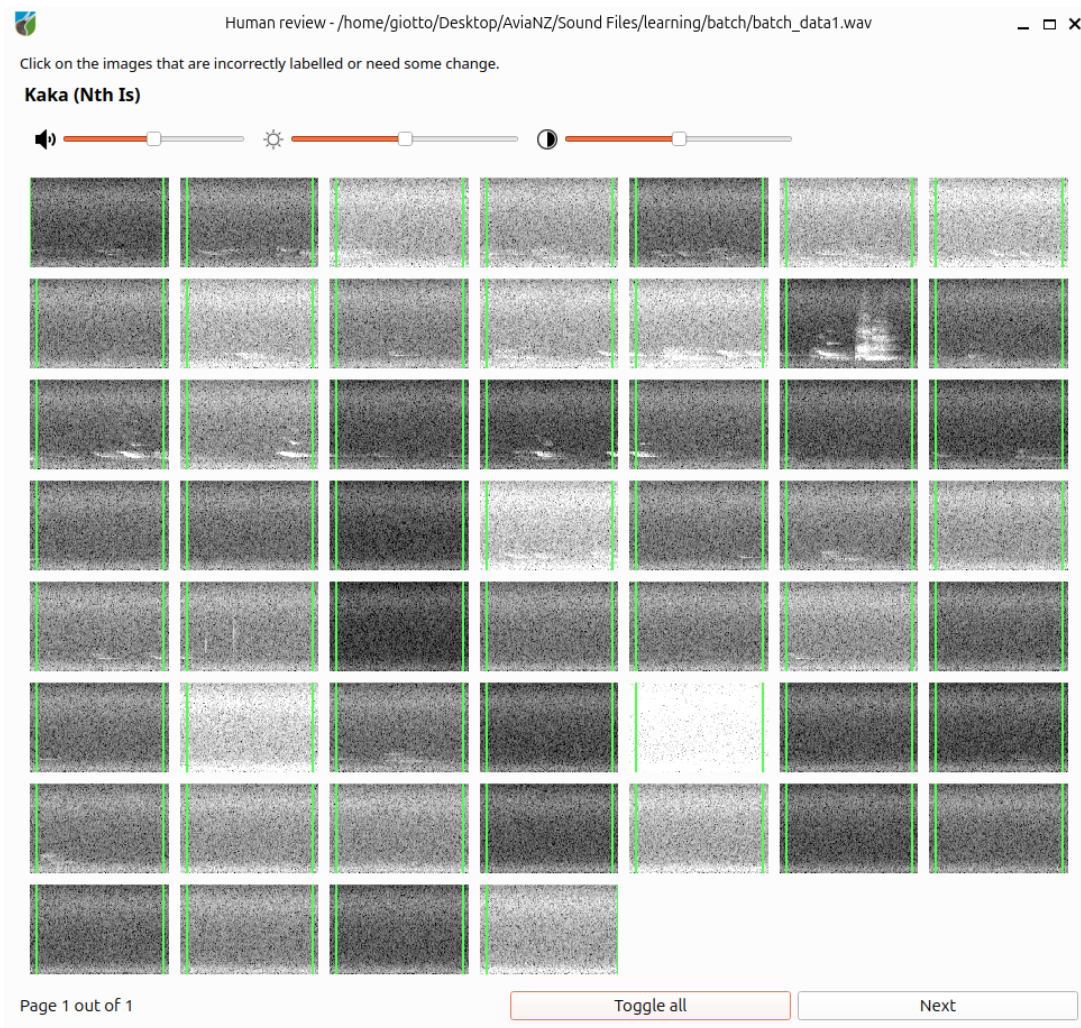 Human review - /home/giotto/Desktop/AviaNZ/Sound Files/learning/batch/batch_data1.wav
Click on the images that are incorrectly labelled or need some change.
Kaka (Nth Is)
Page 1 out of 1
Toggle all
Next